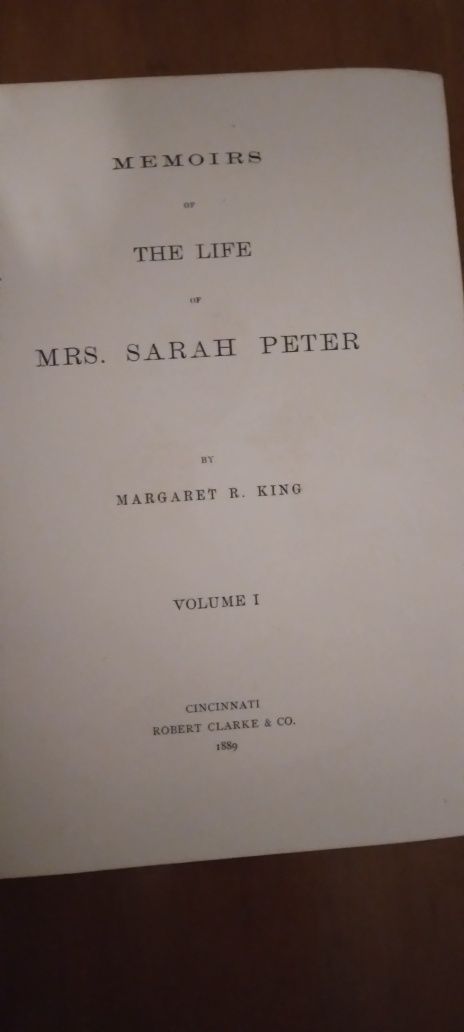 MEMOIRS
OF
THE LIFE
OF
MRS. SARAH PETER
BY
MARGARET R. KING
VOLUME I
CINCINNATI
ROBERT CLARKE & CO.
1889